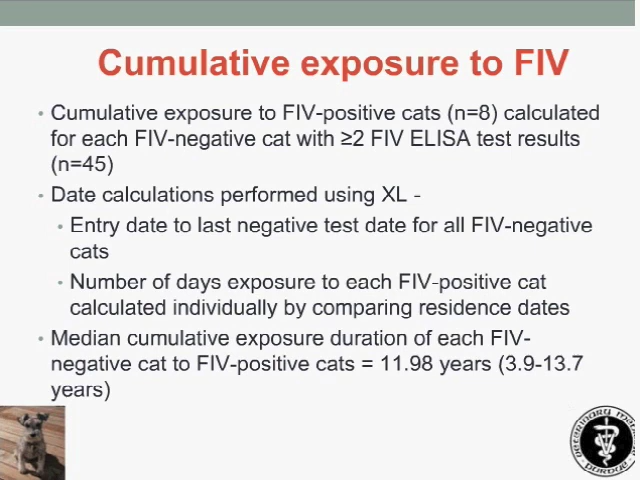 Cumulative exposure to FIV
• Cumulative exposure to FIV-positive cats (n=8) calculated
for each FIV-negative cat with ≥2 FIV ELISA test results
(n=45)
• Date calculations performed using XL -
• Entry date to last negative test date for all FIV-negative
cats
• Number of days exposure to each FIV-positive cat
calculated individually by comparing residence dates
• Median cumulative exposure duration of each FIV-
negative cat to FIV-positive cats = 11.98 years (3.9-13.7
years)
VETERINARY
PURDUE